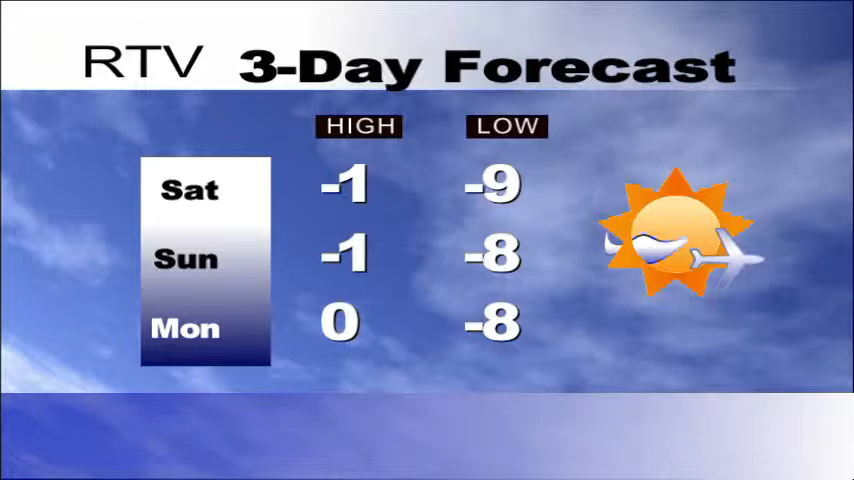 RTV 3-Day Forecast
HIGH LOW
Sat -1 -9
Sun -1 -8
Mon 0 -8